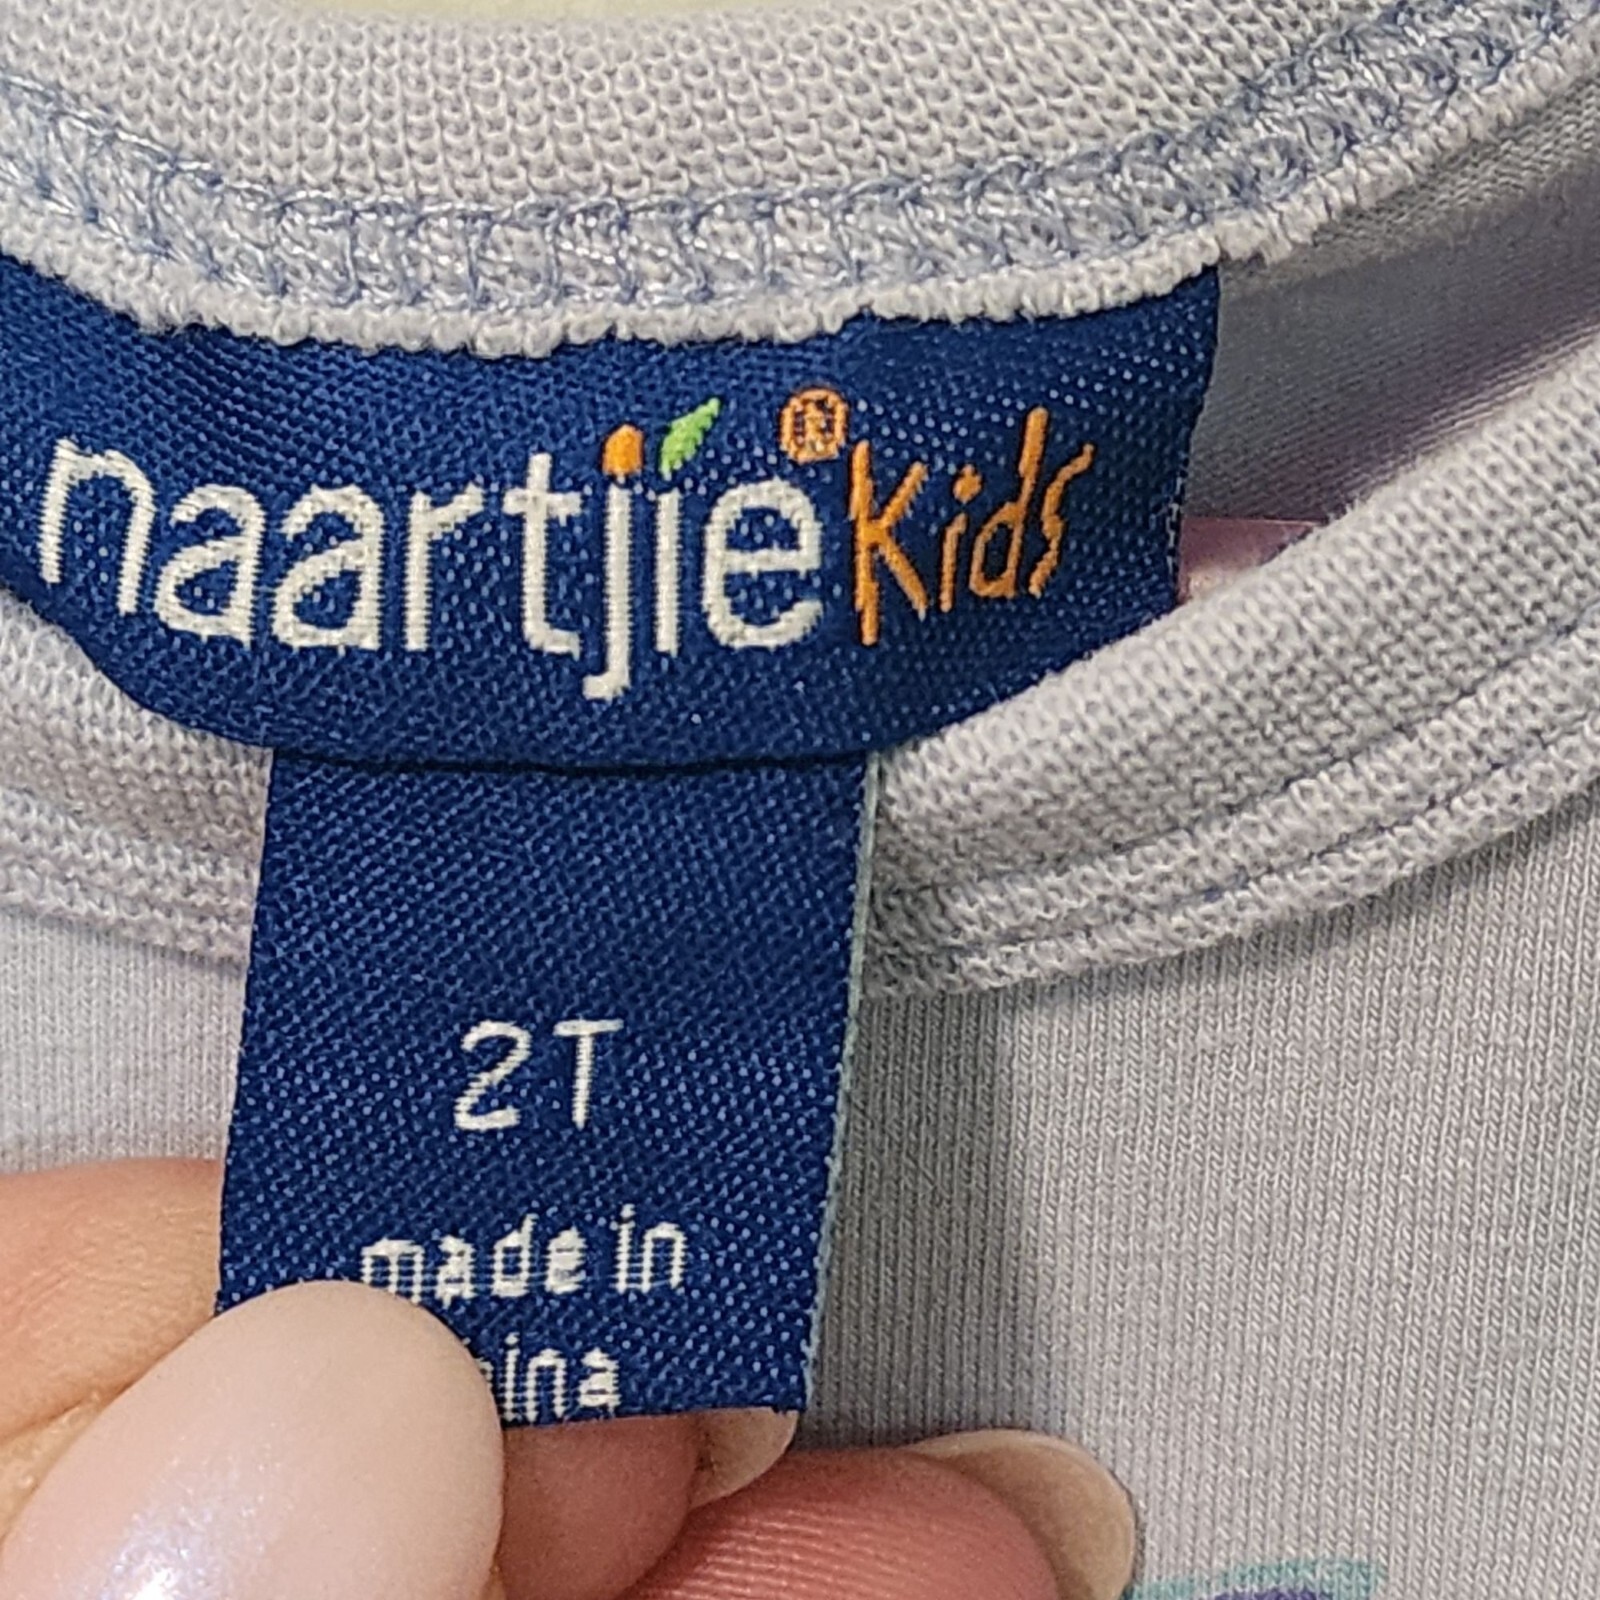 naartjie® Kids
2T
made in